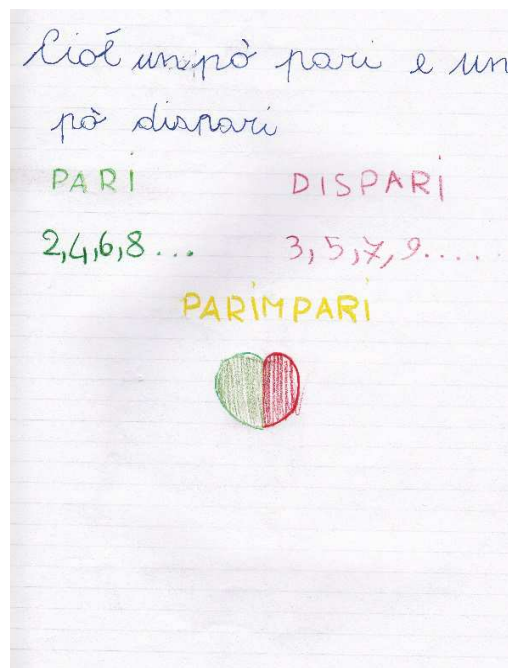 Cioè un pò pari e un
pò dispari
PARI DISPARI
2,4,6,8... 3,5,7,9.....
PARIMPARI